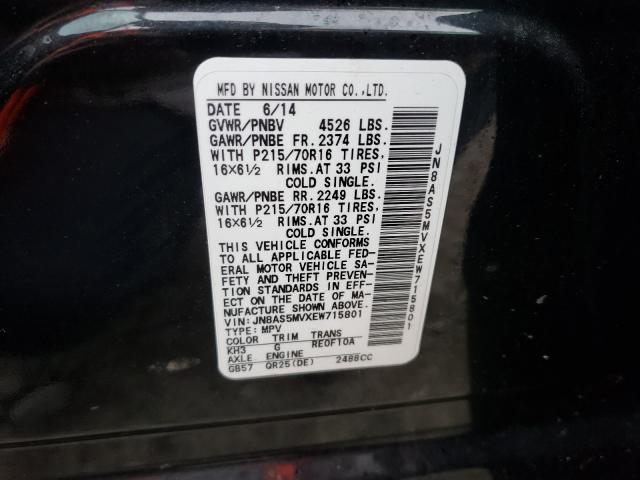 MFD BY NISSAN MOTOR CO.,LTD.
DATE 6/14
GVWR/PNBV 4526 LBS.
GAWR/PNBE FR. 2374 LBS.
WITH P215/70R16 TIRES,
16X6½ RIMS. AT 33 PSI
COLD SINGLE.
GAWR/PNBE RR. 2249 LBS.
WITH P215/70R16 TIRES,
16X6½ RIMS. AT 33 PSI
COLD SINGLE.
THIS VEHICLE CONFORMS
TO ALL APPLICABLE FED-
ERAL MOTOR VEHICLE SA-
FETY AND THEFT PREVENTION
STANDARDS IN EFF-
ECT ON THE DATE OF MA-
NUFACTURE SHOWN ABOVE.
VIN: JN8AS5MVXEW715801
TYPE: MPV
COLOR TRIM TRANS
KH3 G RE0F10A
AXLE ENGINE
GB57 QR25(DE) 2488CC
JN8AS5MVXEW715801